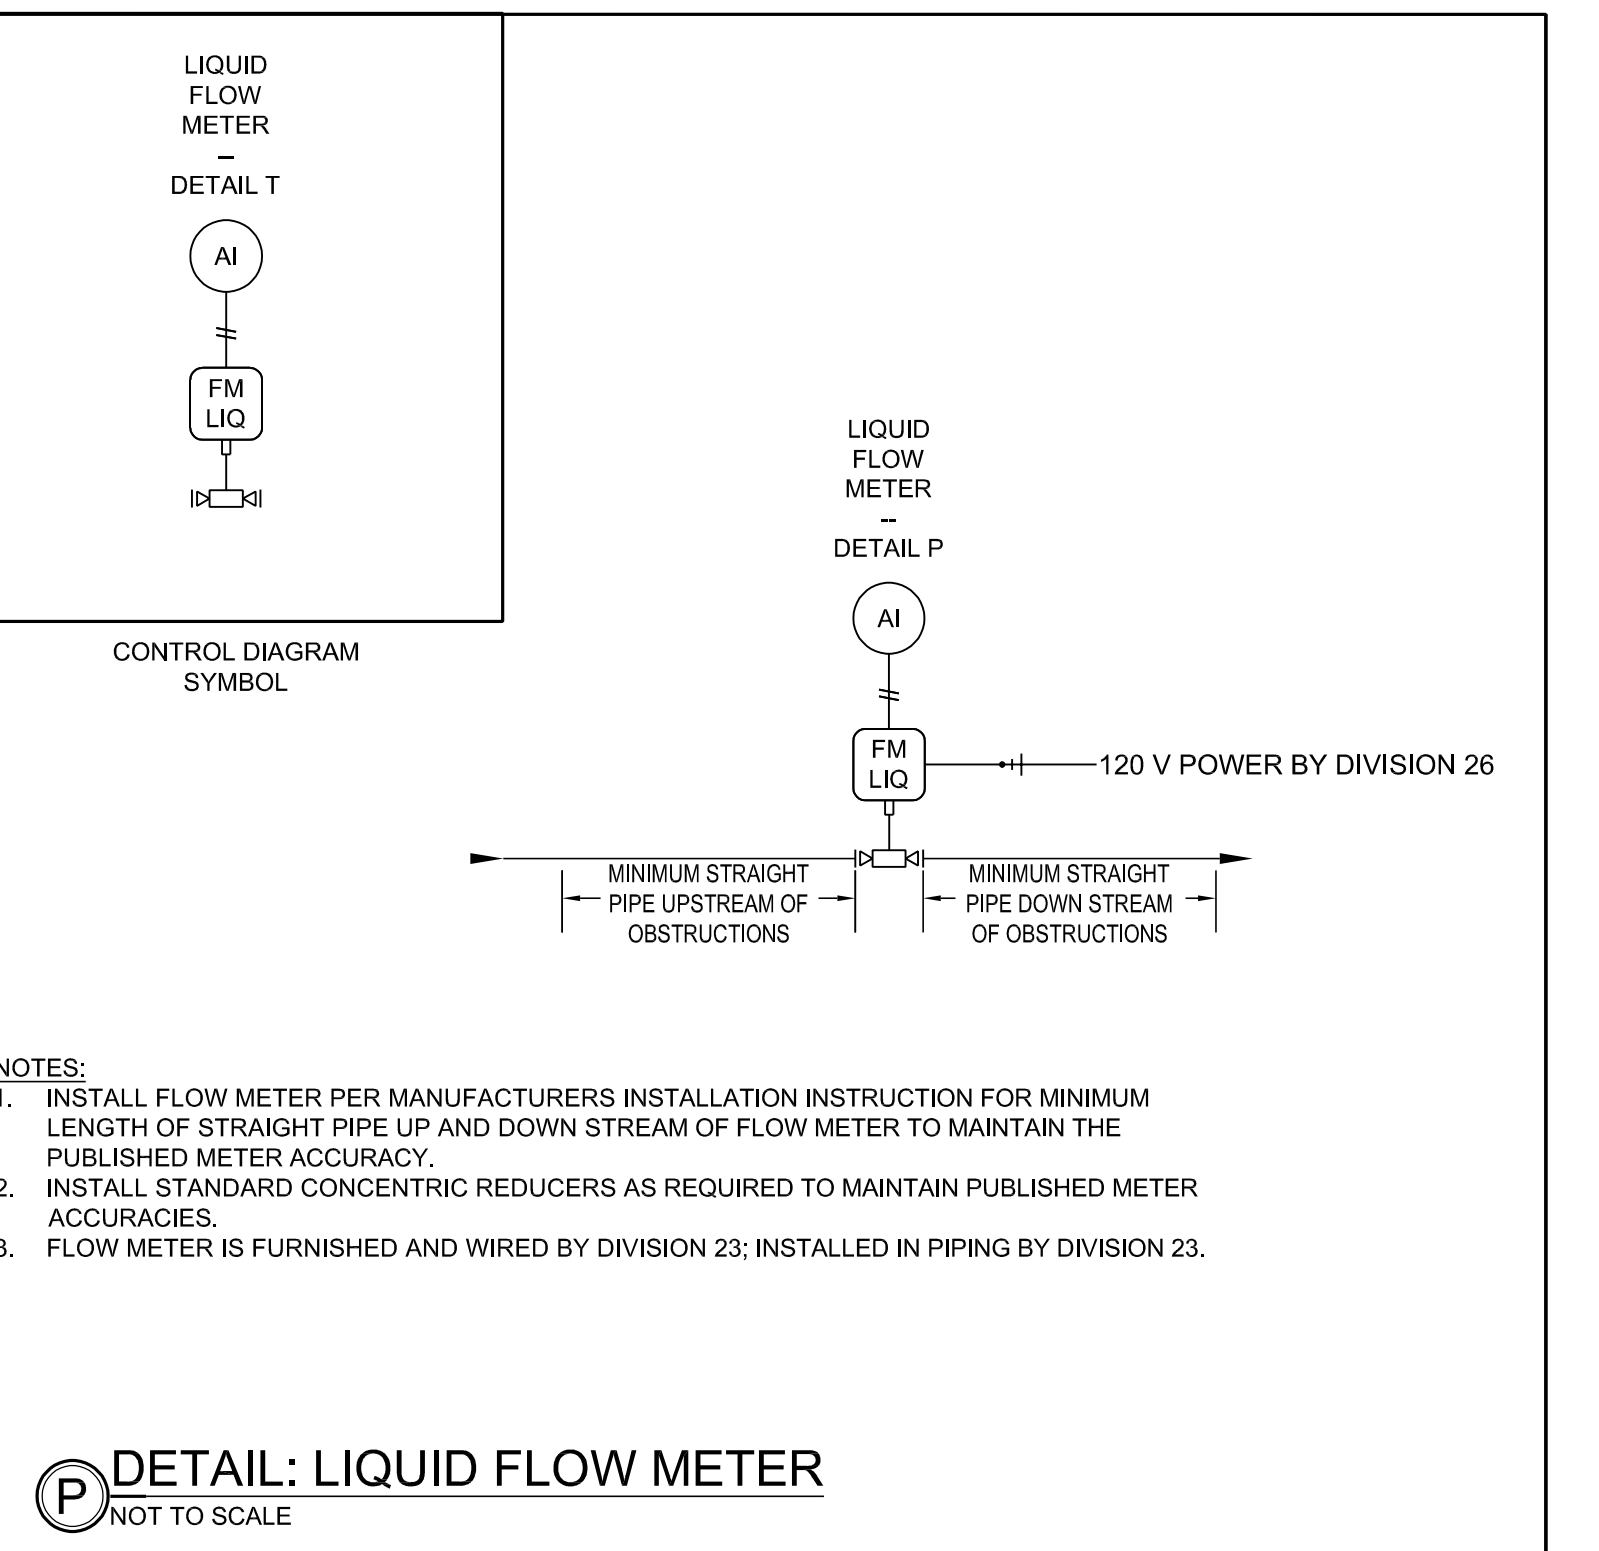 LIQUID
FLOW
METER
–
DETAIL T
AI
FM
LIQ
CONTROL DIAGRAM
SYMBOL
LIQUID
FLOW
METER
--
DETAIL P
AI
FM
LIQ
120 V POWER BY DIVISION 26
MINIMUM STRAIGHT
PIPE UPSTREAM OF
OBSTRUCTIONS
MINIMUM STRAIGHT
PIPE DOWN STREAM
OF OBSTRUCTIONS
NOTES:
1. INSTALL FLOW METER PER MANUFACTURERS INSTALLATION INSTRUCTION FOR MINIMUM
LENGTH OF STRAIGHT PIPE UP AND DOWN STREAM OF FLOW METER TO MAINTAIN THE
PUBLISHED METER ACCURACY.
2. INSTALL STANDARD CONCENTRIC REDUCERS AS REQUIRED TO MAINTAIN PUBLISHED METER
ACCURACIES.
3. FLOW METER IS FURNISHED AND WIRED BY DIVISION 23; INSTALLED IN PIPING BY DIVISION 23.
P DETAIL: LIQUID FLOW METER
NOT TO SCALE